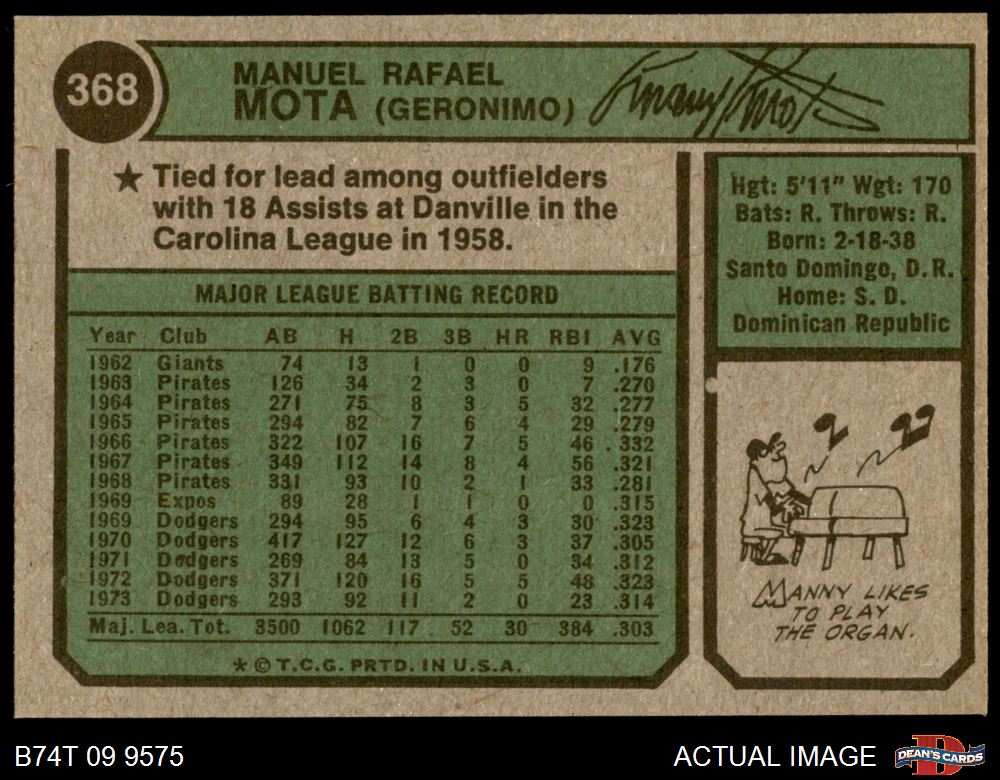 368
MANUEL RAFAEL
MOTA (GERONIMO)
Manny Mota
★ Tied for lead among outfielders
with 18 Assists at Danville in the
Carolina League in 1958.
Hgt: 5'11" Wgt: 170
Bats: R. Throws: R.
Born: 2-18-38
Santo Domingo, D.R.
Home: S. D.
Dominican Republic
MAJOR LEAGUE BATTING RECORD
Year Club AB H 2B 3B HR RBI AVG
1962 Giants 74 13 1 0 0 9 .176
1963 Pirates 126 34 2 3 0 7 .270
1964 Pirates 271 75 8 3 5 32 .277
1965 Pirates 294 82 7 6 4 29 .279
1966 Pirates 322 107 16 7 5 46 .332
1967 Pirates 349 112 14 8 4 56 .321
1968 Pirates 331 93 10 2 1 33 .281
1969 Expos 89 28 1 1 0 0 .315
1969 Dodgers 294 95 6 4 3 30 .323
1970 Dodgers 417 127 12 6 3 37 .305
1971 Dodgers 269 84 13 5 0 34 .312
1972 Dodgers 371 120 16 5 5 48 .323
1973 Dodgers 293 92 11 2 0 23 .314
Maj. Lea. Tot. 3500 1062 117 52 30 384 .303
* © T.C.G. PRTD. IN U.S.A.
MANNY LIKES
TO PLAY
THE ORGAN.
B74T 09 9575
ACTUAL IMAGE
DEAN'S CARDS